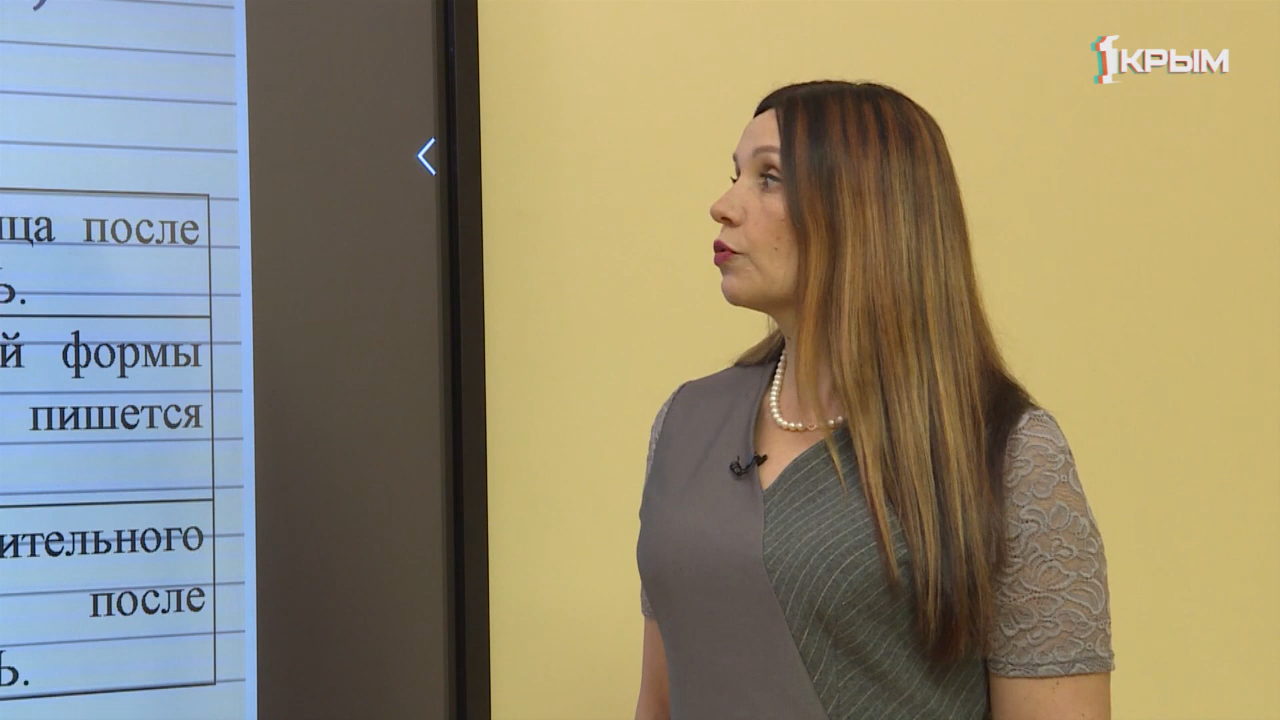 1КРЫМ
ица после
Ь.
й формы
пишется
ительного
после
Ь.